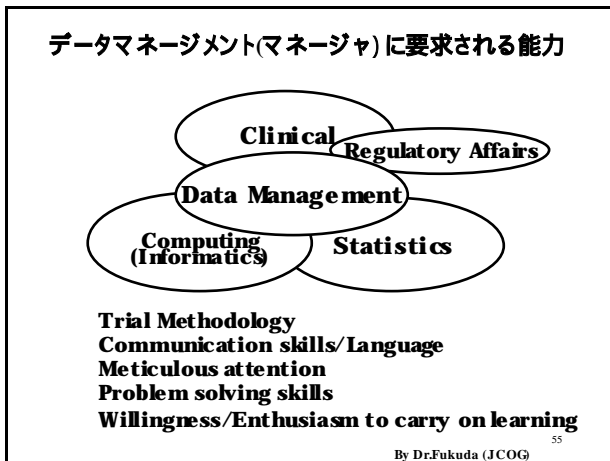 データマネージメント(マネージャ)に要求される能力
Clinical
Regulatory Affairs
Data Management
Computing
(Informatics)
Statistics
Trial Methodology
Communication skills/Language
Meticulous attention
Problem solving skills
Willingness/Enthusiasm to carry on learning
55
By Dr.Fukuda (JCOG)